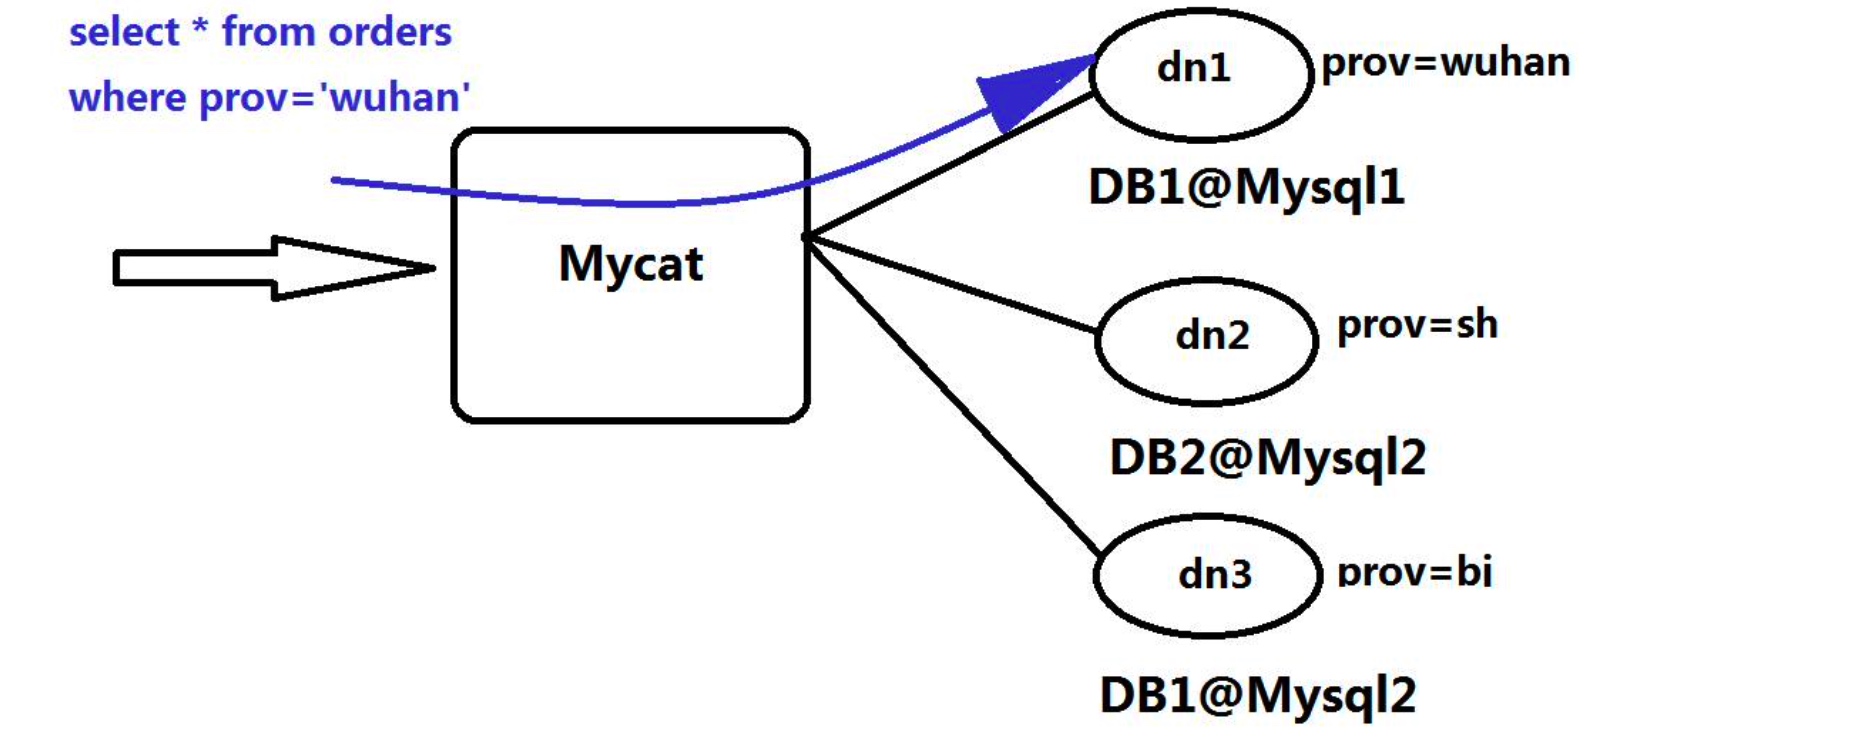 select * from orders
where prov='wuhan'
Mycat
dn1
prov=wuhan
DB1@Mysql1
dn2
prov=sh
DB2@Mysql2
dn3
prov=bi
DB1@Mysql2